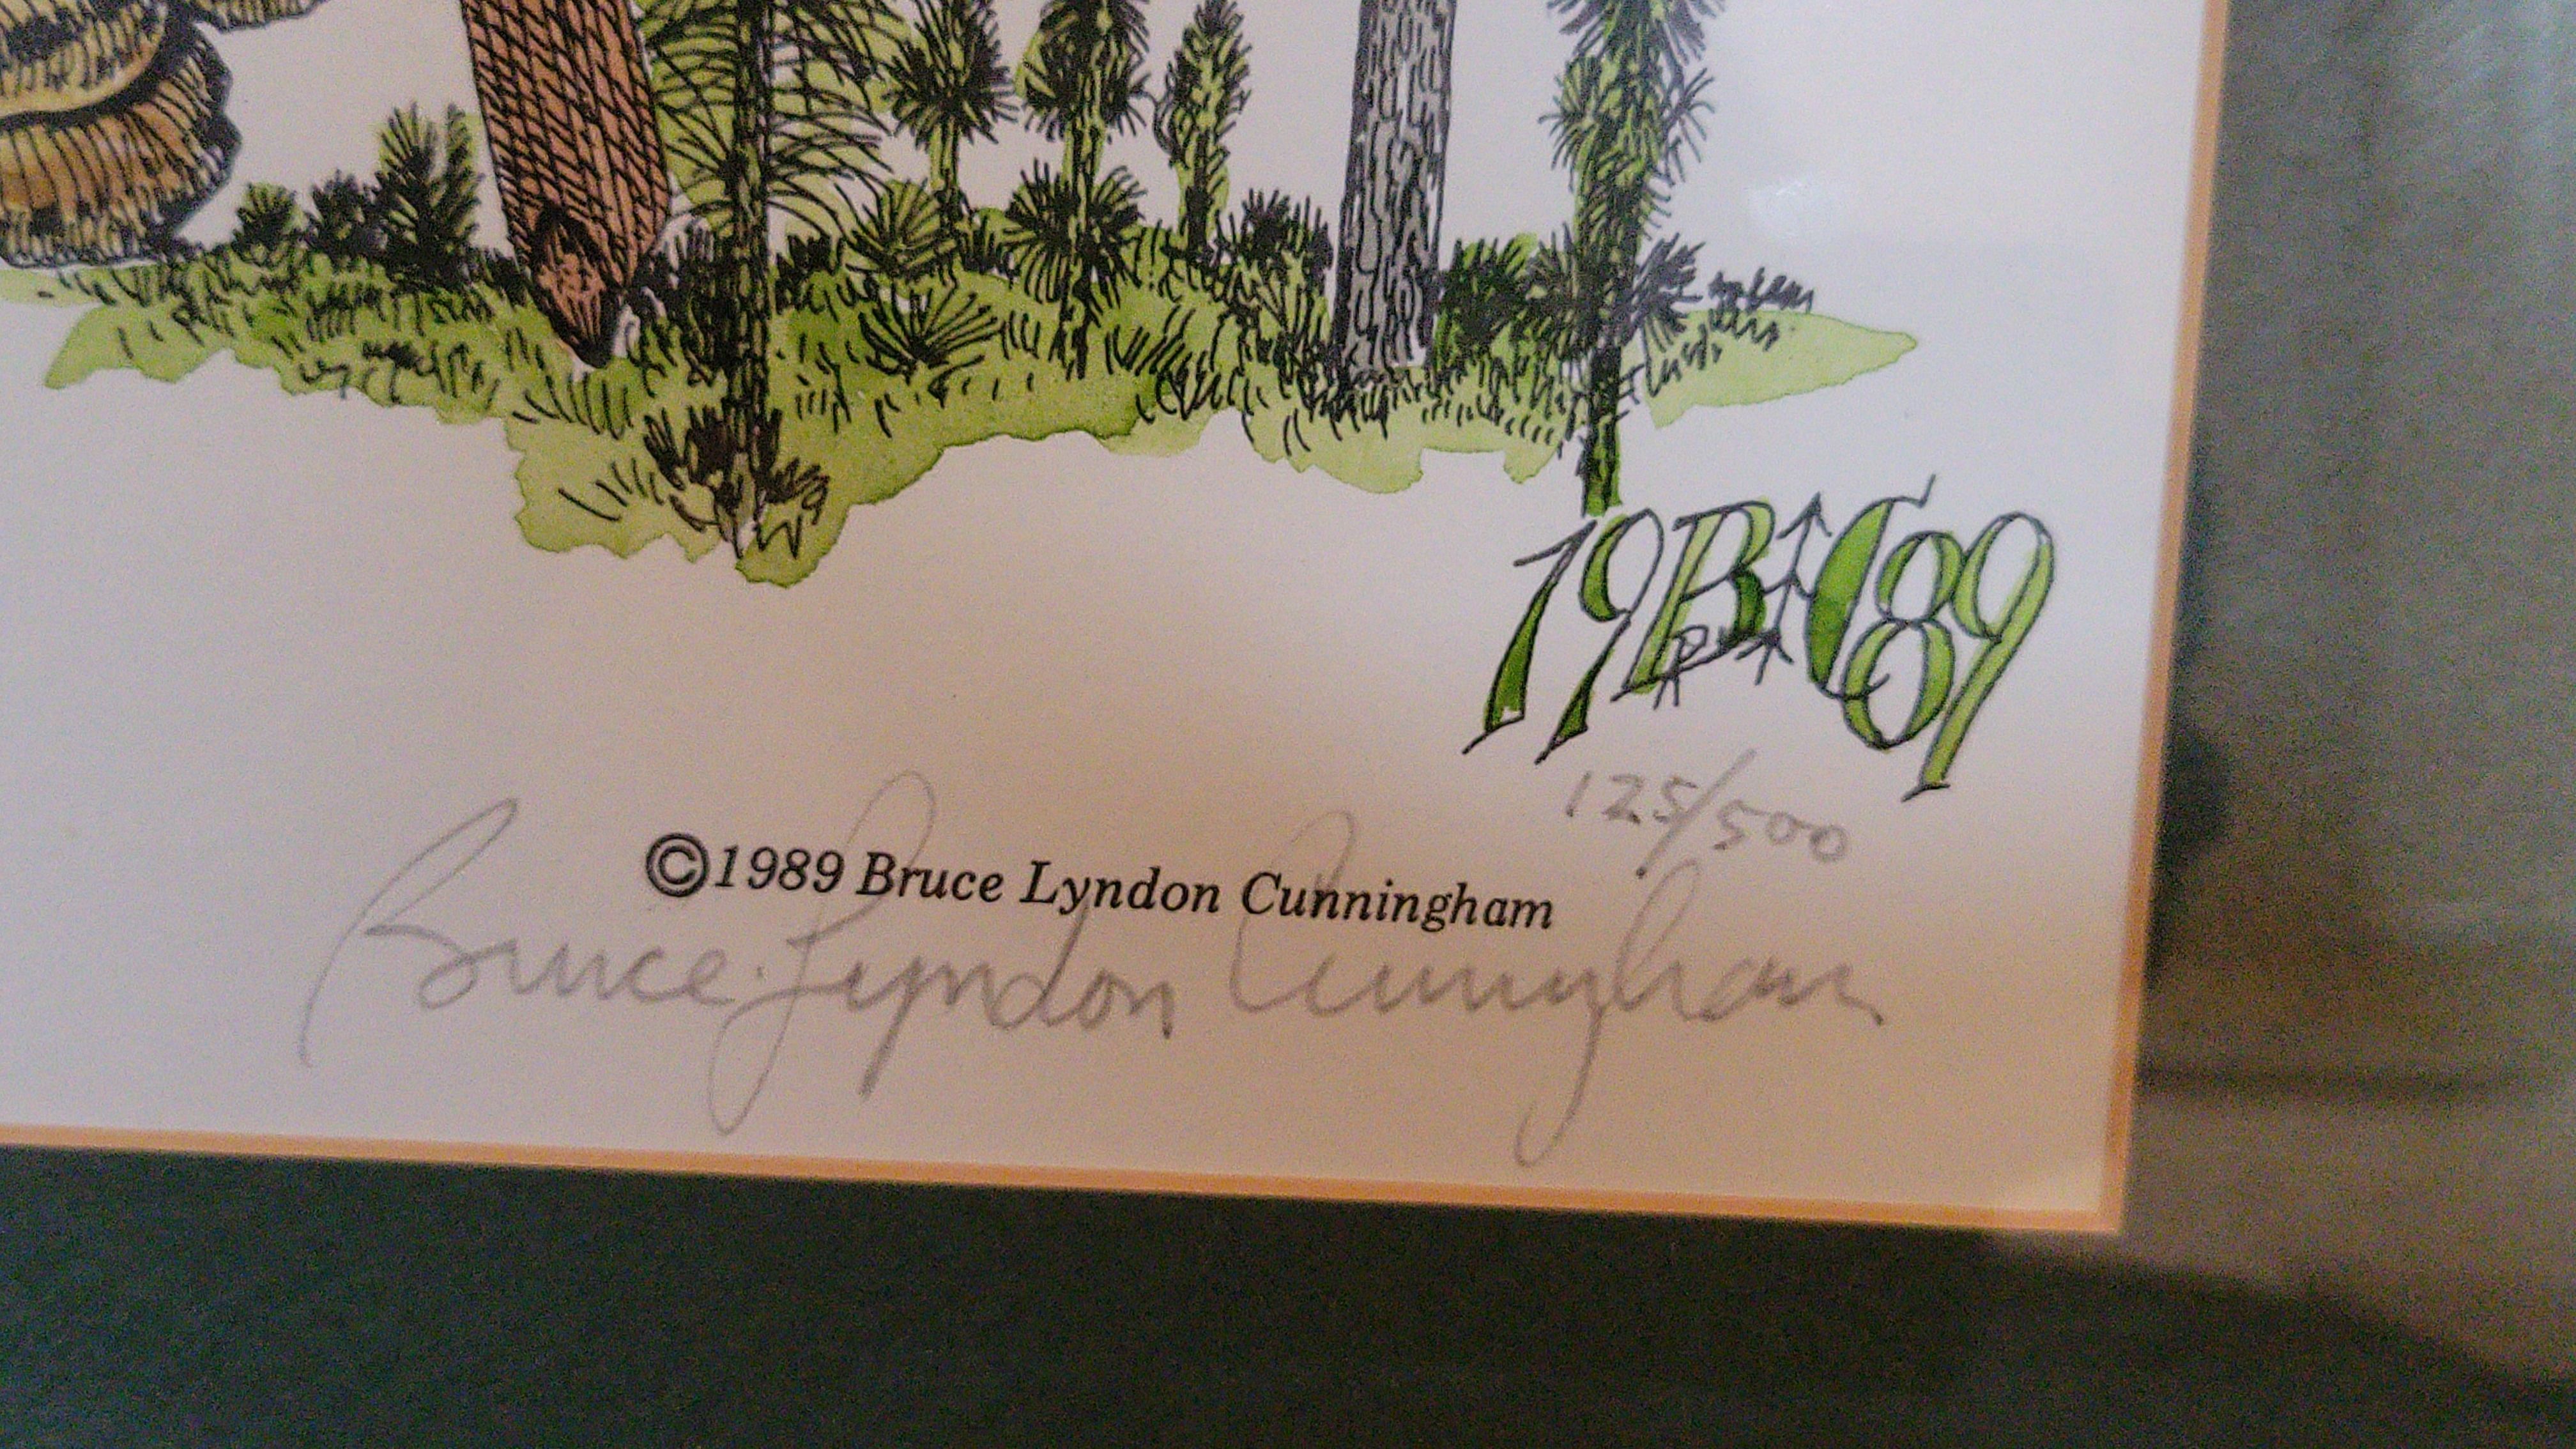 19BLC89
125/500
©1989 Bruce Lyndon Cunningham
Bruce Lyndon Cunningham